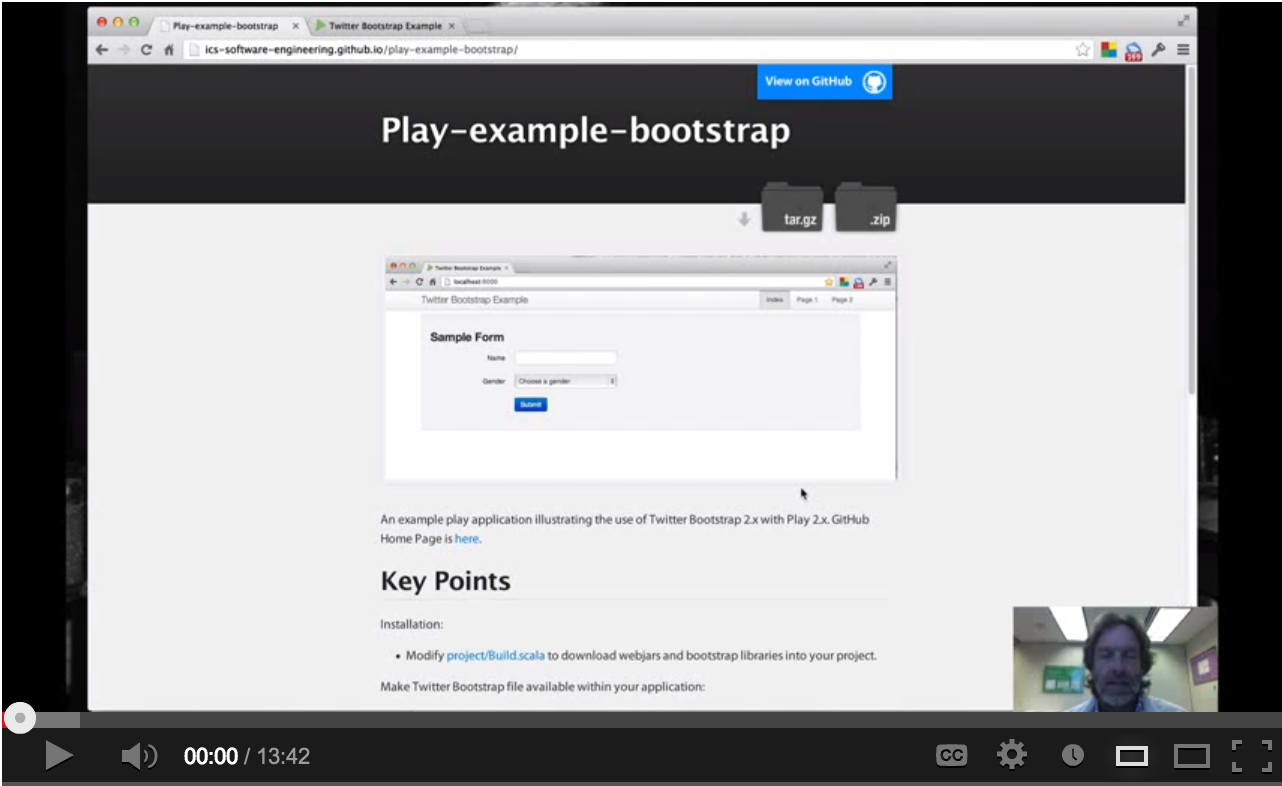 Play-example-bootstrap
Twitter Bootstrap Example
ics-software-engineering.github.io/play-example-bootstrap/
569
View on GitHub
Play-example-bootstrap
tar.gz
.zip
Twitter Bootstrap Example
localhost:9000
Twitter Bootstrap Example
Index Page 1 Page 2
Sample Form
Name
Gender Choose a gender
Submit
An example play application illustrating the use of Twitter Bootstrap 2.x with Play 2.x. GitHub
Home Page is here.
Key Points
Installation:
• Modify project/Build.scala to download webjars and bootstrap libraries into your project.
Make Twitter Bootstrap file available within your application:
00:00 / 13:42
CC